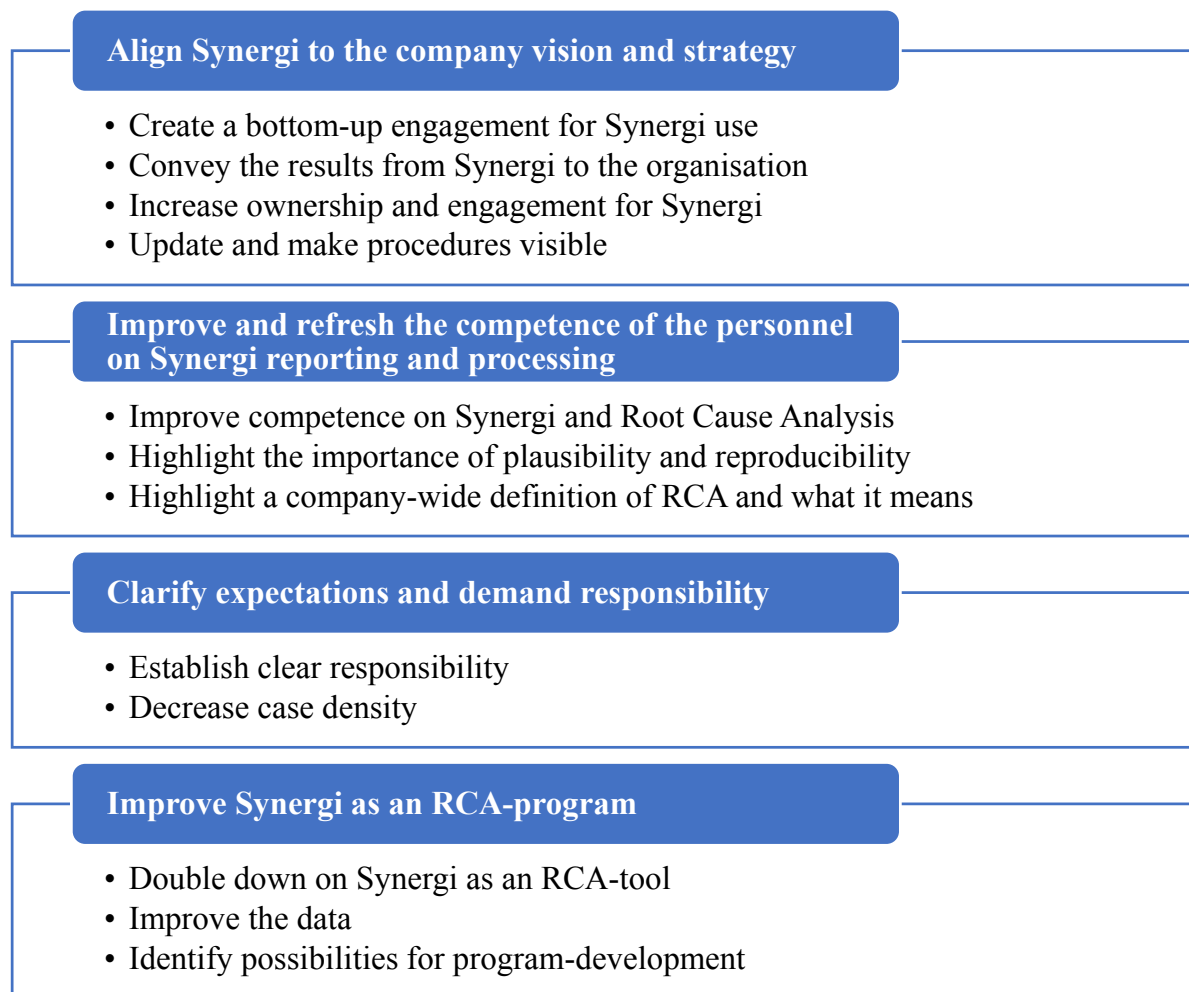 Align Synergi to the company vision and strategy
• Create a bottom-up engagement for Synergi use
• Convey the results from Synergi to the organisation
• Increase ownership and engagement for Synergi
• Update and make procedures visible
Improve and refresh the competence of the personnel
on Synergi reporting and processing
• Improve competence on Synergi and Root Cause Analysis
• Highlight the importance of plausibility and reproducibility
• Highlight a company-wide definition of RCA and what it means
Clarify expectations and demand responsibility
• Establish clear responsibility
• Decrease case density
Improve Synergi as an RCA-program
• Double down on Synergi as an RCA-tool
• Improve the data
• Identify possibilities for program-development